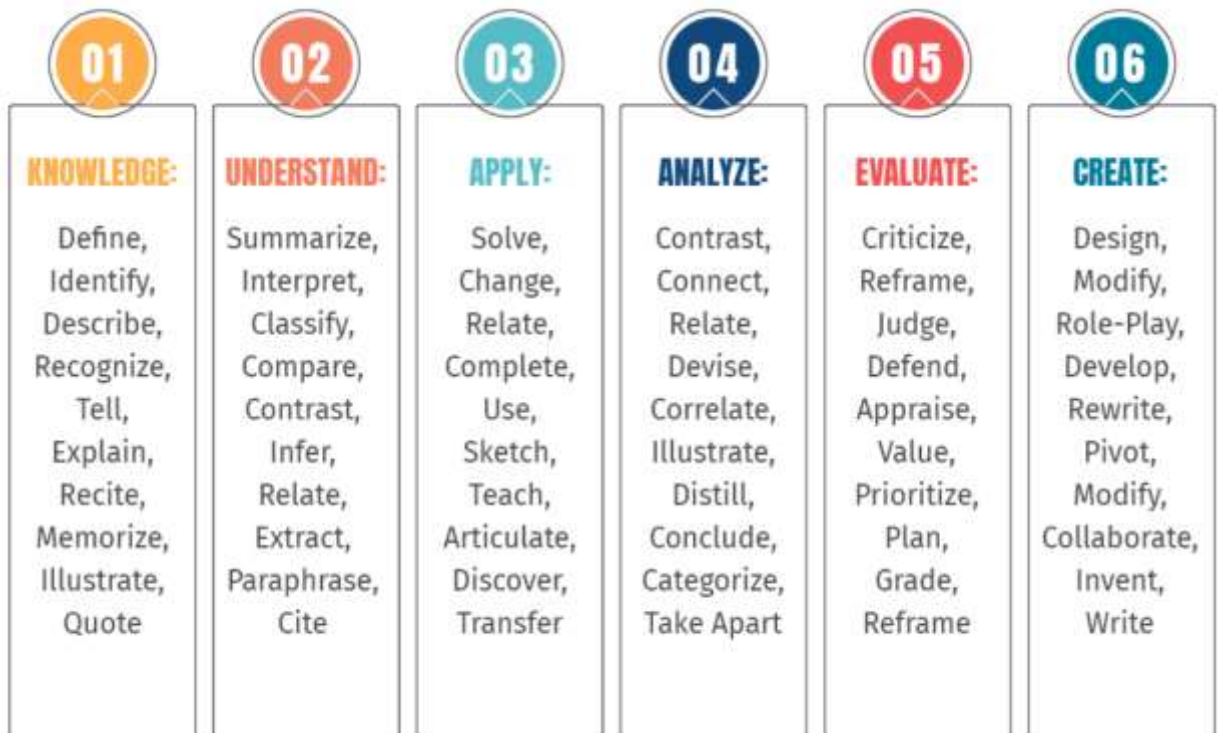 01
KNOWLEDGE:
Define,
Identify,
Describe,
Recognize,
Tell,
Explain,
Recite,
Memorize,
Illustrate,
Quote
02
UNDERSTAND:
Summarize,
Interpret,
Classify,
Compare,
Contrast,
Infer,
Relate,
Extract,
Paraphrase,
Cite
03
APPLY:
Solve,
Change,
Relate,
Complete,
Use,
Sketch,
Teach,
Articulate,
Discover,
Transfer
04
ANALYZE:
Contrast,
Connect,
Relate,
Devise,
Correlate,
Illustrate,
Distill,
Conclude,
Categorize,
Take Apart
05
EVALUATE:
Criticize,
Reframe,
Judge,
Defend,
Appraise,
Value,
Prioritize,
Plan,
Grade,
Reframe
06
CREATE:
Design,
Modify,
Role-Play,
Develop,
Rewrite,
Pivot,
Modify,
Collaborate,
Invent,
Write